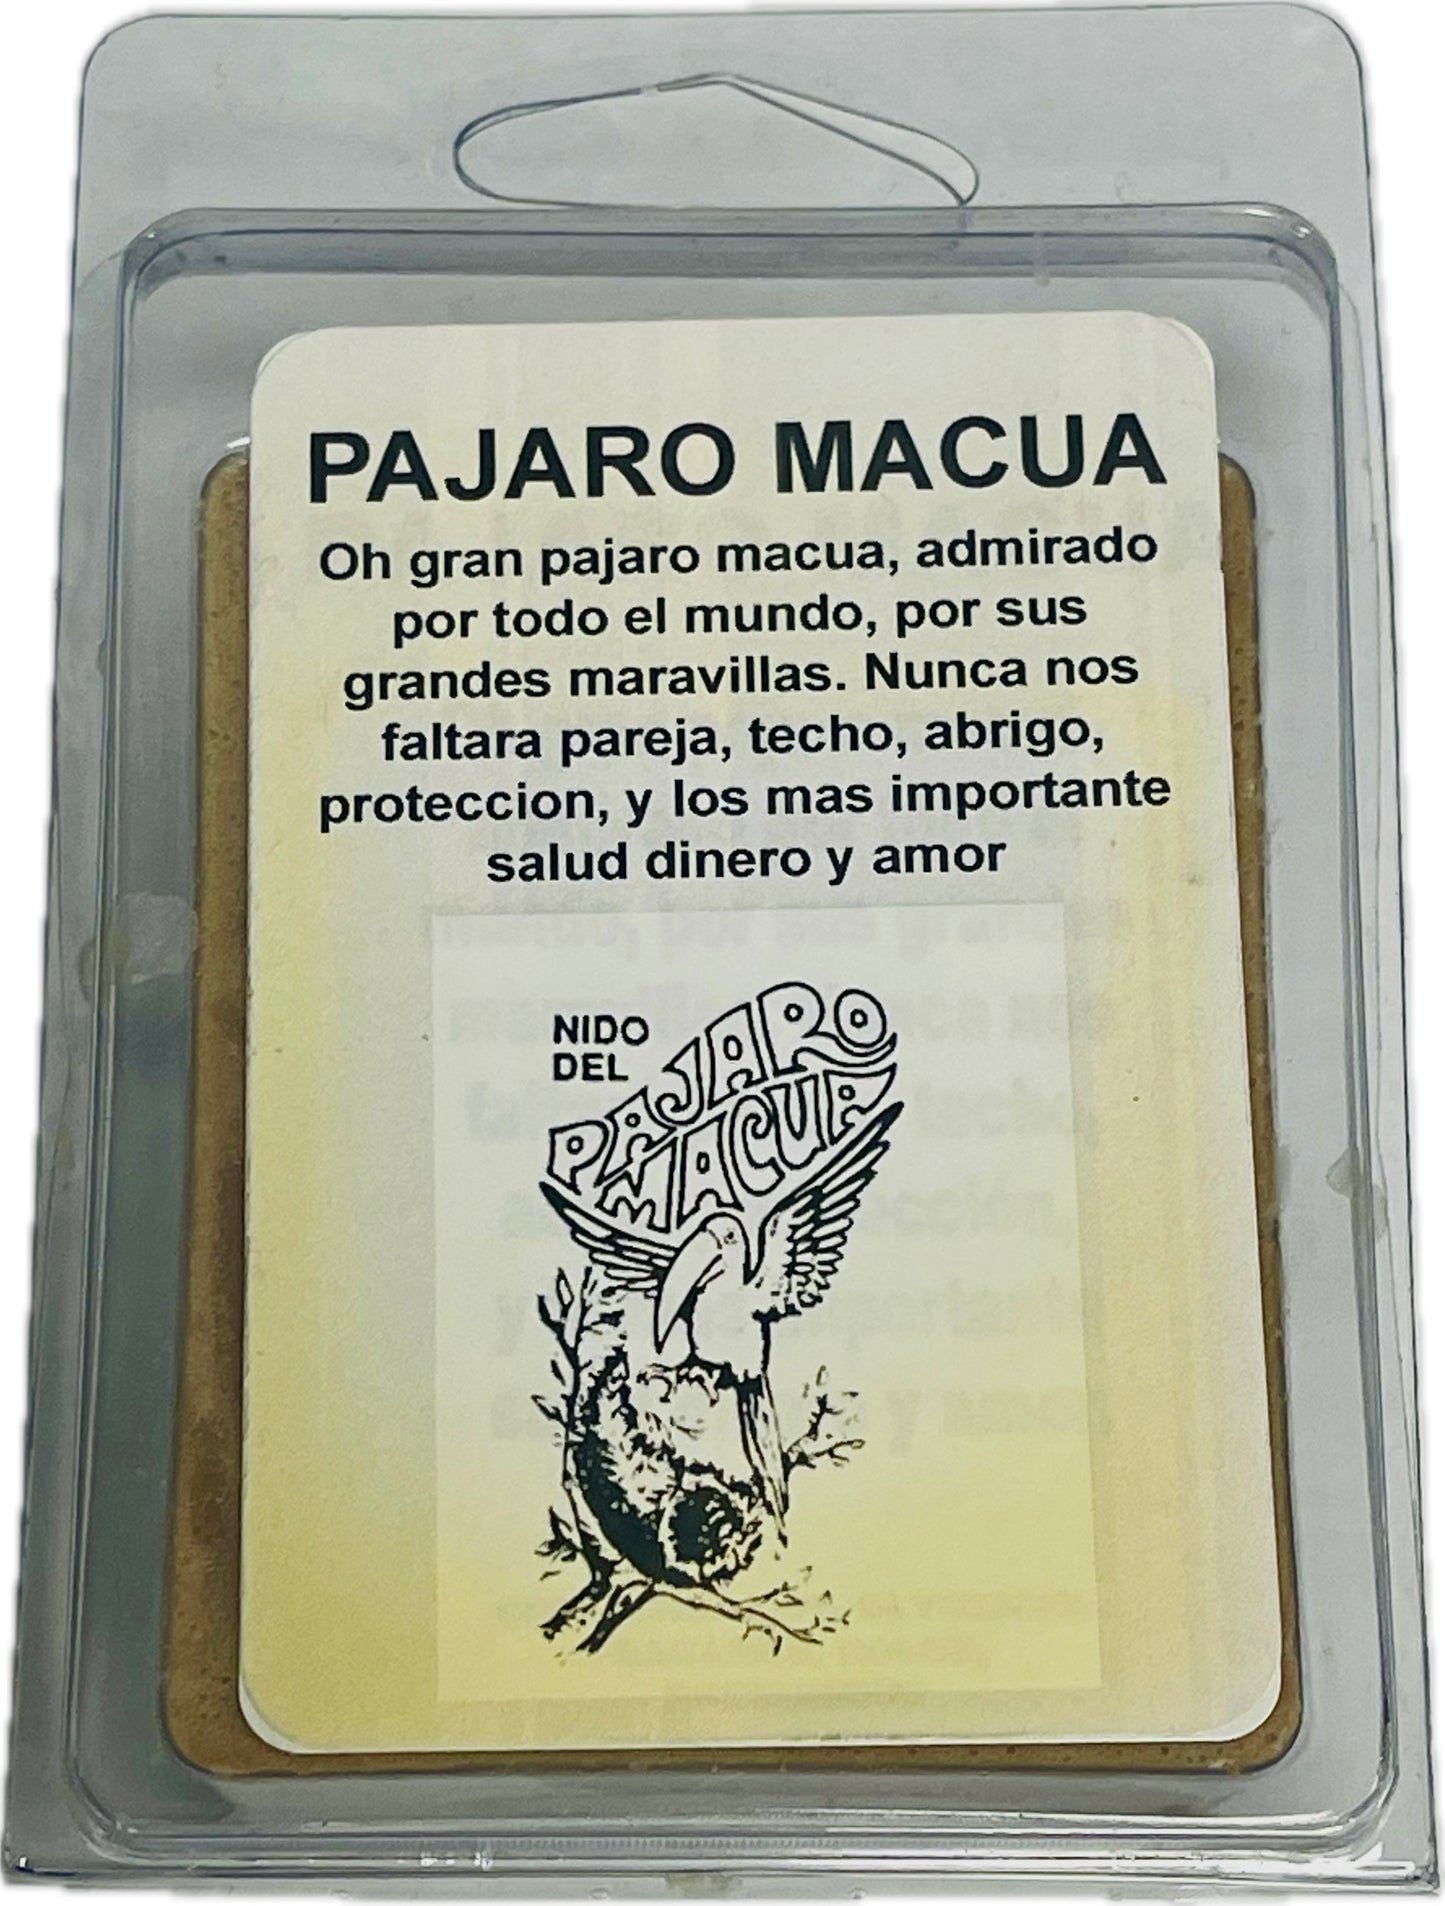 PAJARO MACUA
Oh gran pajaro macua, admirado
por todo el mundo, por sus
grandes maravillas. Nunca nos
faltara pareja, techo, abrigo,
proteccion, y los mas importante
salud dinero y amor
NIDO
DEL
PAJARO
MACUA